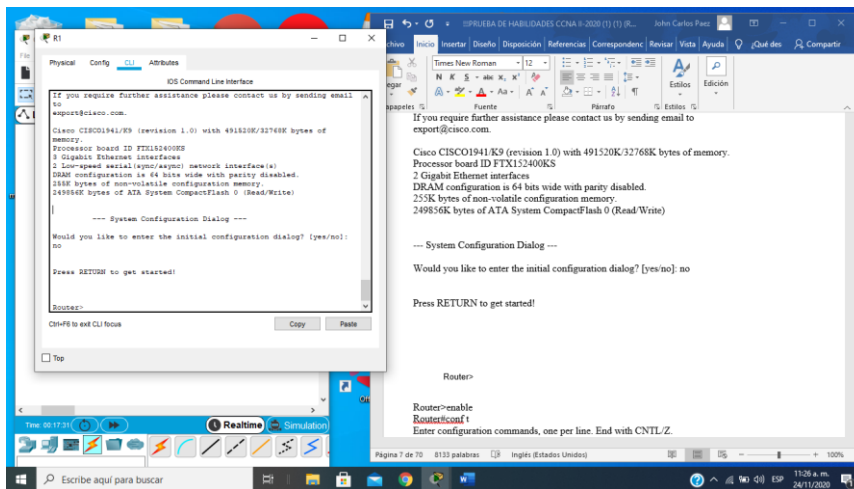 R1
Physical Config CLI Attributes
IOS Command Line Interface
If you require further assistance please contact us by sending email
to
export@cisco.com.
Cisco CISCO1941/K9 (revision 1.0) with 491520K/32768K bytes of
memory.
Processor board ID FTX152400KS
3 Gigabit Ethernet interfaces
2 Low-speed serial(sync/async) network interface(s)
DRAM configuration is 64 bits wide with parity disabled.
255K bytes of non-volatile configuration memory.
249856K bytes of ATA System CompactFlash 0 (Read/Write)
--- System Configuration Dialog ---
Would you like to enter the initial configuration dialog? [yes/no]:
no
Press RETURN to get started!
Router>
Ctrl+F6 to exit CLI focus
Copy Paste
Top
Time: 00:17:31
Realtime Simulation
PRUEBA DE HABILIDADES CCNA II-2020 (1) (1) (R... John Carlos Paez
chivo Inicio Insertar Diseño Disposición Referencias Correspondenc Revisar Vista Ayuda ¿Qué des Compartir
Times New Roman 12
N K S abc x, x²
Estilos Edición
egar
apapeles Fuente Párrafo Estilos
If you require further assistance please contact us by sending email to
export@cisco.com.
Cisco CISCO1941/K9 (revision 1.0) with 491520K/32768K bytes of memory.
Processor board ID FTX152400KS
2 Gigabit Ethernet interfaces
DRAM configuration is 64 bits wide with parity disabled.
255K bytes of non-volatile configuration memory.
249856K bytes of ATA System CompactFlash 0 (Read/Write)
--- System Configuration Dialog ---
Would you like to enter the initial configuration dialog? [yes/no]: no
Press RETURN to get started!
Router>
Router>enable
Router#conf t
Enter configuration commands, one per line. End with CNTL/Z.
Página 7 de 70 8133 palabras Inglés (Estados Unidos) 100%
Escribe aquí para buscar
ESP
11:26 a. m.
24/11/2020